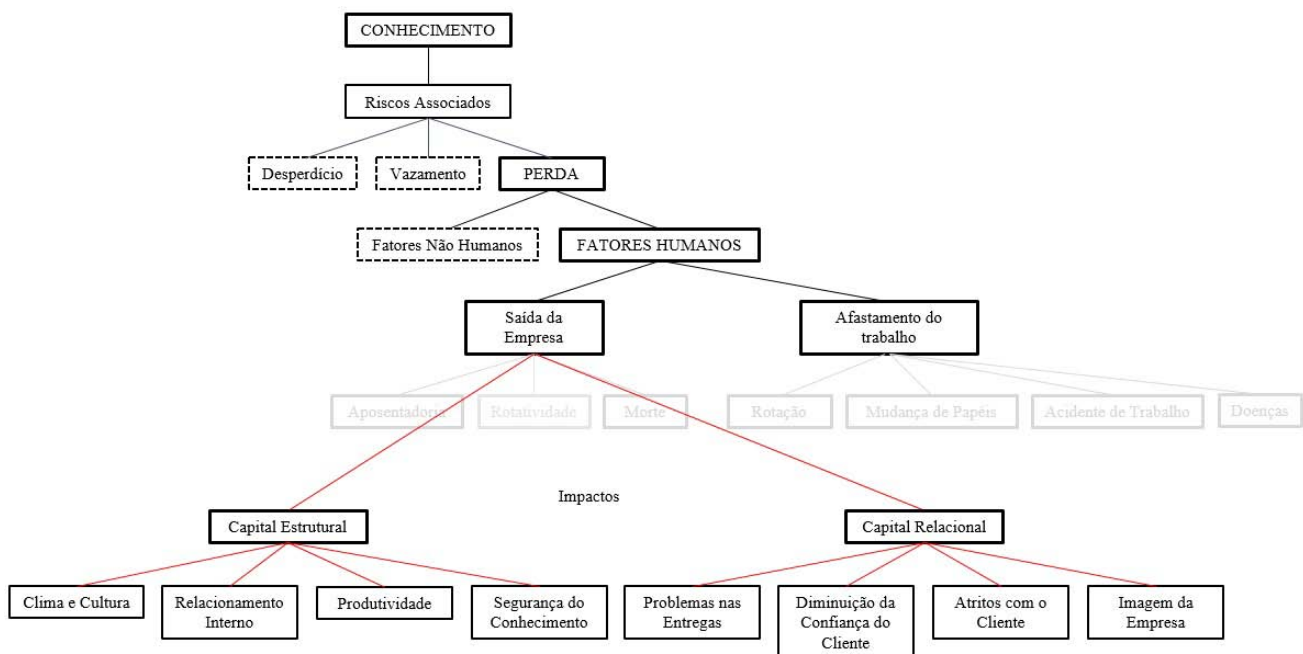 CONHECIMENTO
Riscos Associados
Desperdício
Vazamento
PERDA
Fatores Não Humanos
FATORES HUMANOS
Saída da
Empresa
Afastamento do
trabalho
Aposentadoria
Rotatividade
Morte
Rotação
Mudança de Papéis
Acidente de Trabalho
Doenças
Impactos
Capital Estrutural
Capital Relacional
Clima e Cultura
Relacionamento
Interno
Produtividade
Segurança do
Conhecimento
Problemas nas
Entregas
Diminuição da
Confiança do
Cliente
Atritos com o
Cliente
Imagem da
Empresa